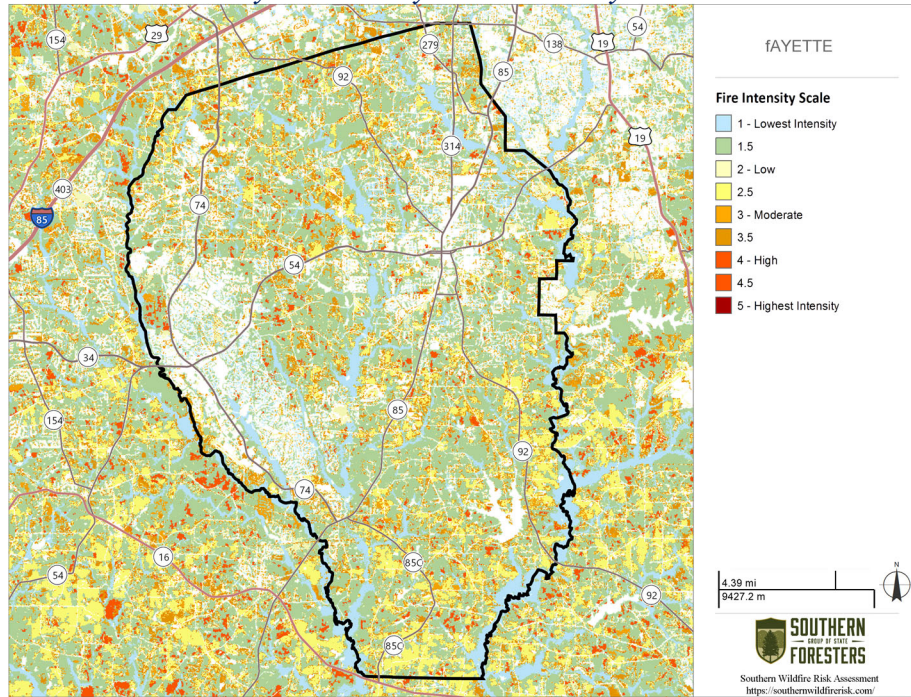 fAYETTE
Fire Intensity Scale
1 - Lowest Intensity
1.5
2 - Low
2.5
3 - Moderate
3.5
4 - High
4.5
5 - Highest Intensity
154
29
279
138
19
54
92
85
314
19
403
85
74
54
34
154
85
92
74
16
85C
54
92
85C
N
4.39 mi
9427.2 m
SOUTHERN
GROUP OF STATE
FORESTERS
Southern Wildfire Risk Assessment
https://southernwildfirerisk.com/